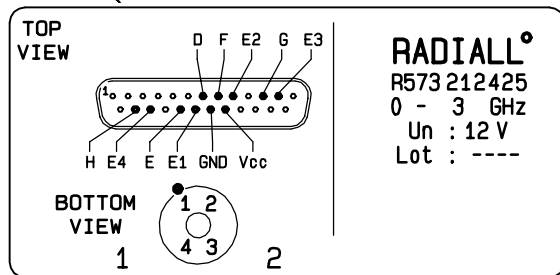 TOP
VIEW
D F E2 G E3
1
H E4 E E1 GND Vcc
BOTTOM
VIEW
1 2
4 3
1 2
RADIALL°
R573 212425
0 - 3 GHz
Un : 12 V
Lot : ----